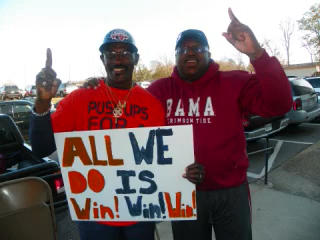 PUSHUPS
FOR
BAMA
CRIMSON TIDE
ALL WE
DO IS
Win! Win! Win!